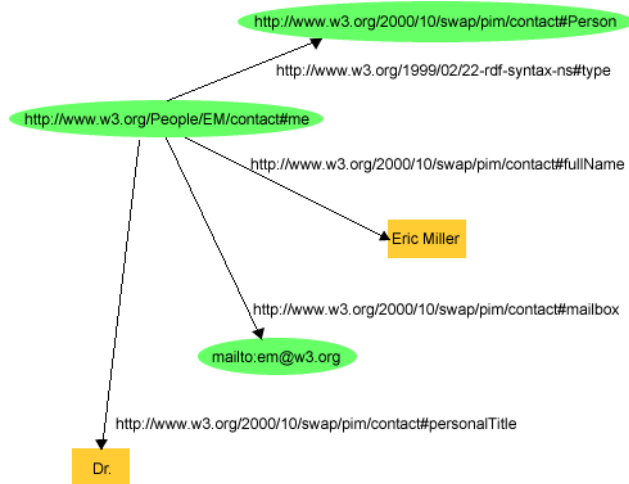 http://www.w3.org/2000/10/swap/pim/contact#Person
http://www.w3.org/1999/02/22-rdf-syntax-ns#type
http://www.w3.org/People/EM/contact#me
http://www.w3.org/2000/10/swap/pim/contact#fullName
Eric Miller
http://www.w3.org/2000/10/swap/pim/contact#mailbox
mailto:em@w3.org
http://www.w3.org/2000/10/swap/pim/contact#personalTitle
Dr.